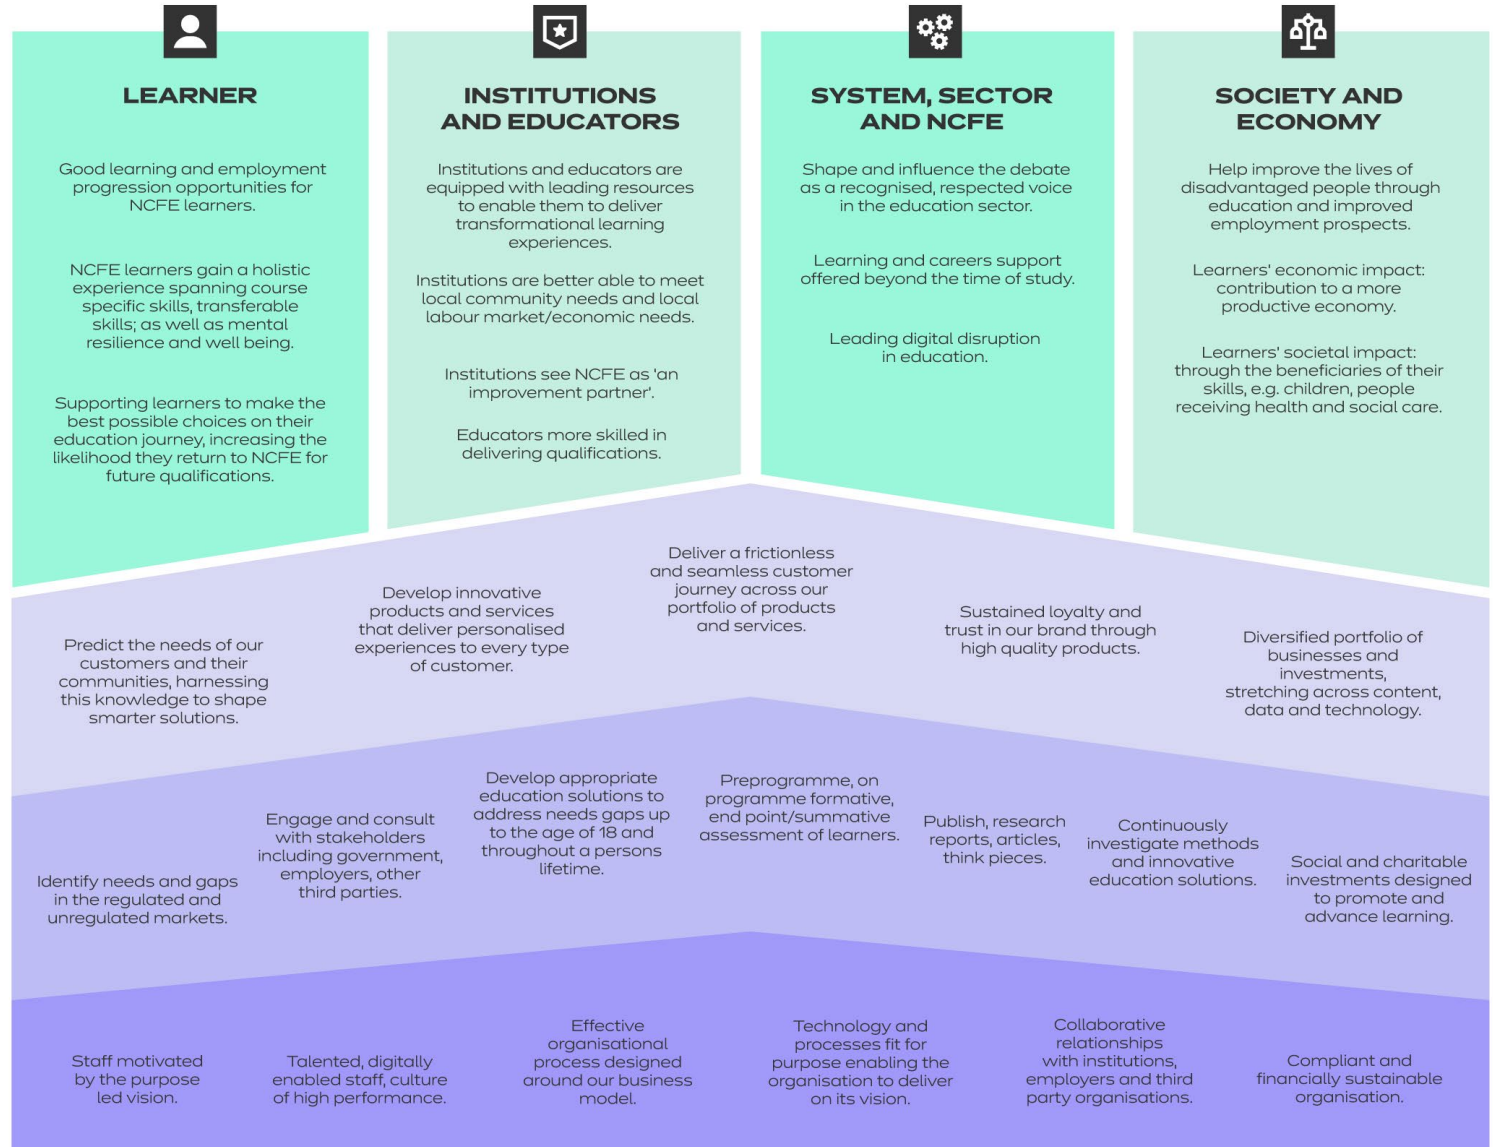 LEARNER
Good learning and employment
progression opportunities for
NCFE learners.
NCFE learners gain a holistic
experience spanning course
specific skills, transferable
skills; as well as mental
resilience and well being.
Supporting learners to make the
best possible choices on their
education journey, increasing the
likelihood they return to NCFE for
future qualifications.
INSTITUTIONS
AND EDUCATORS
Institutions and educators are
equipped with leading resources
to enable them to deliver
transformational learning
experiences.
Institutions are better able to meet
local community needs and local
labour market/economic needs.
Institutions see NCFE as 'an
improvement partner'.
Educators more skilled in
delivering qualifications.
SYSTEM, SECTOR
AND NCFE
Shape and influence the debate
as a recognised, respected voice
in the education sector.
Learning and careers support
offered beyond the time of study.
Leading digital disruption
in education.
SOCIETY AND
ECONOMY
Help improve the lives of
disadvantaged people through
education and improved
employment prospects.
Learners' economic impact:
contribution to a more
productive economy.
Learners' societal impact:
through the beneficiaries of their
skills, e.g. children, people
receiving health and social care.
Predict the needs of our
customers and their
communities, harnessing
this knowledge to shape
smarter solutions.
Develop innovative
products and services
that deliver personalised
experiences to every type
of customer.
Deliver a frictionless
and seamless customer
journey across our
portfolio of products
and services.
Sustained loyalty and
trust in our brand through
high quality products.
Diversified portfolio of
businesses and
investments,
stretching across content,
data and technology.
Identify needs and gaps
in the regulated and
unregulated markets.
Engage and consult
with stakeholders
including government,
employers, other
third parties.
Develop appropriate
education solutions to
address needs gaps up
to the age of 18 and
throughout a persons
lifetime.
Preprogramme, on
programme formative,
end point/summative
assessment of learners.
Publish, research
reports, articles,
think pieces.
Continuously
investigate methods
and innovative
education solutions.
Social and charitable
investments designed
to promote and
advance learning.
Staff motivated
by the purpose
led vision.
Talented, digitally
enabled staff, culture
of high performance.
Effective
organisational
process designed
around our business
model.
Technology and
processes fit for
purpose enabling the
organisation to deliver
on its vision.
Collaborative
relationships
with institutions,
employers and third
party organisations.
Compliant and
financially sustainable
organisation.